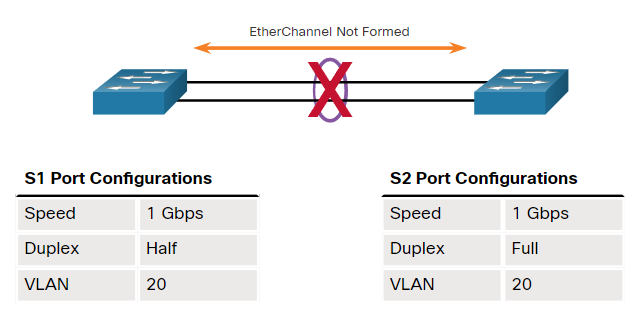 EtherChannel Not Formed
S1 Port Configurations
Speed 1 Gbps
Duplex Half
VLAN 20
S2 Port Configurations
Speed 1 Gbps
Duplex Full
VLAN 20